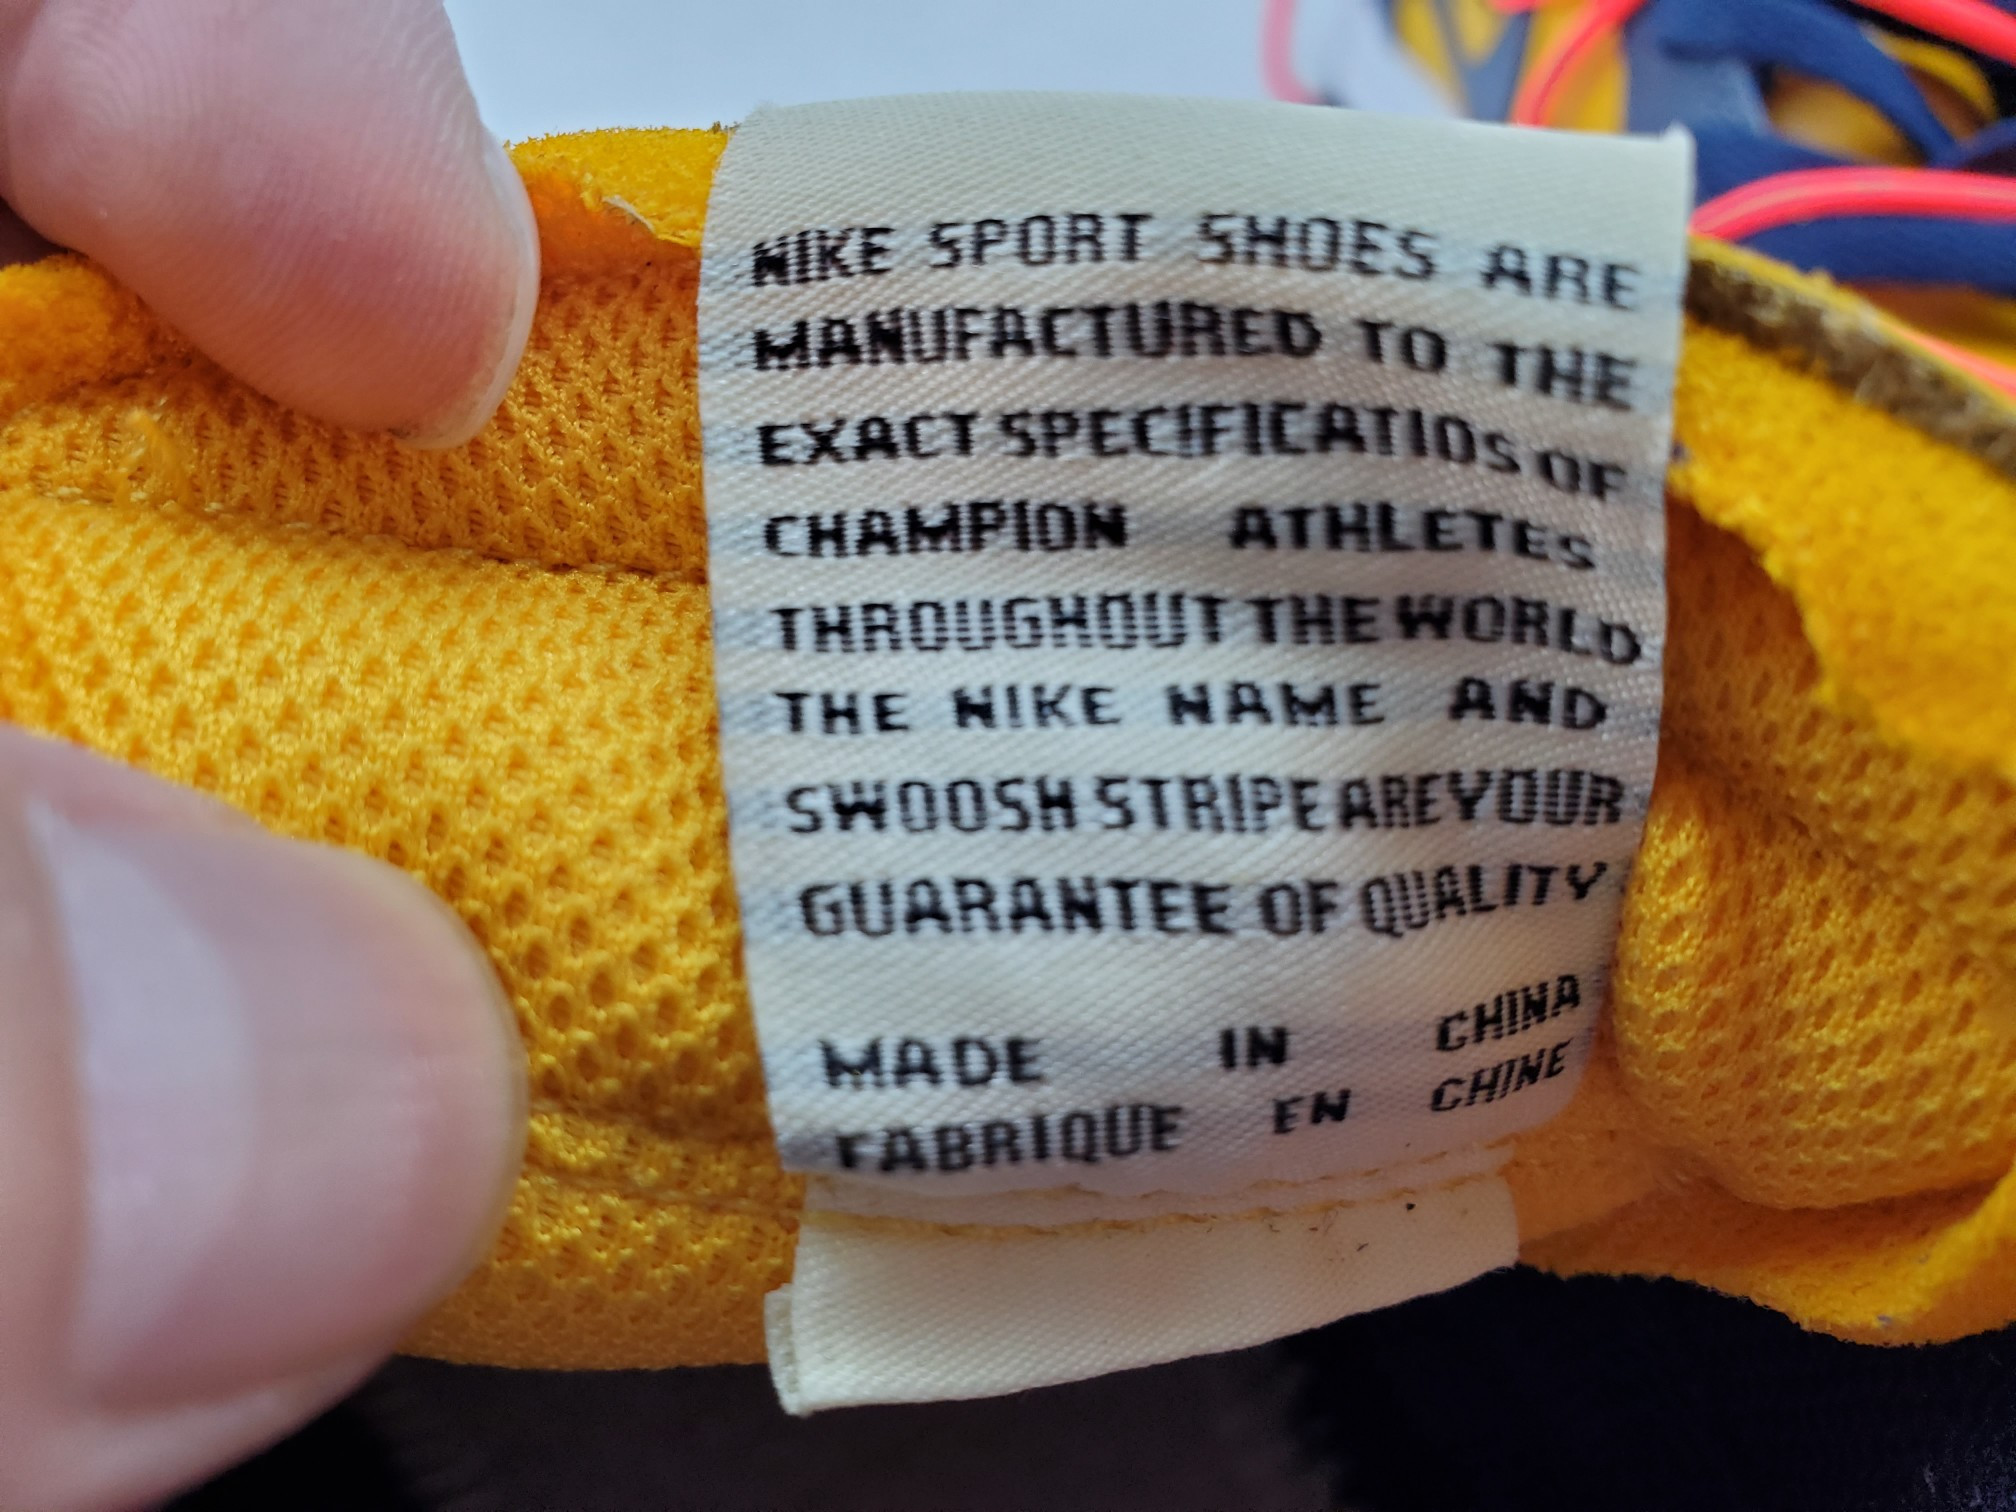 NIKE SPORT SHOES ARE
MANUFACTURED TO THE
EXACT SPECIFICATIOS OF
CHAMPION ATHLETES
THROUGHOUT THE WORLD
THE NIKE NAME AND
SWOOSH STRIPE ARE YOUR
GUARANTEE OF QUALITY
MADE IN CHINA
FABRIQUE EN CHINE